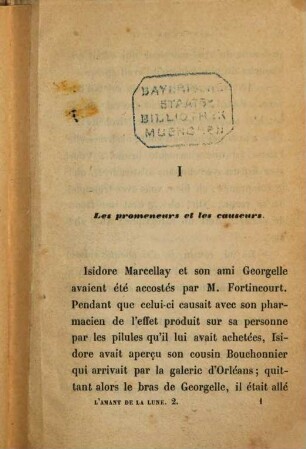 BAYERISCHE
STAATS
BILLIOTHEK
MUENCHEN
I
Les promeneurs et les causeurs.
Isidore Marcellay et son ami Georgelle
avaient été accostés par M. Fortincourt.
Pendant que celui-ci causait avec son phar-
macien de l'effet produit sur sa personne
par les pilules qu'il lui avait achetées, Isi-
dore avait aperçu son cousin Bouchonnier
qui arrivait par la galerie d'Orléans; quit-
tant alors le bras de Georgelle, il était allé
L'AMANT DE LA LUNE. 2. 1